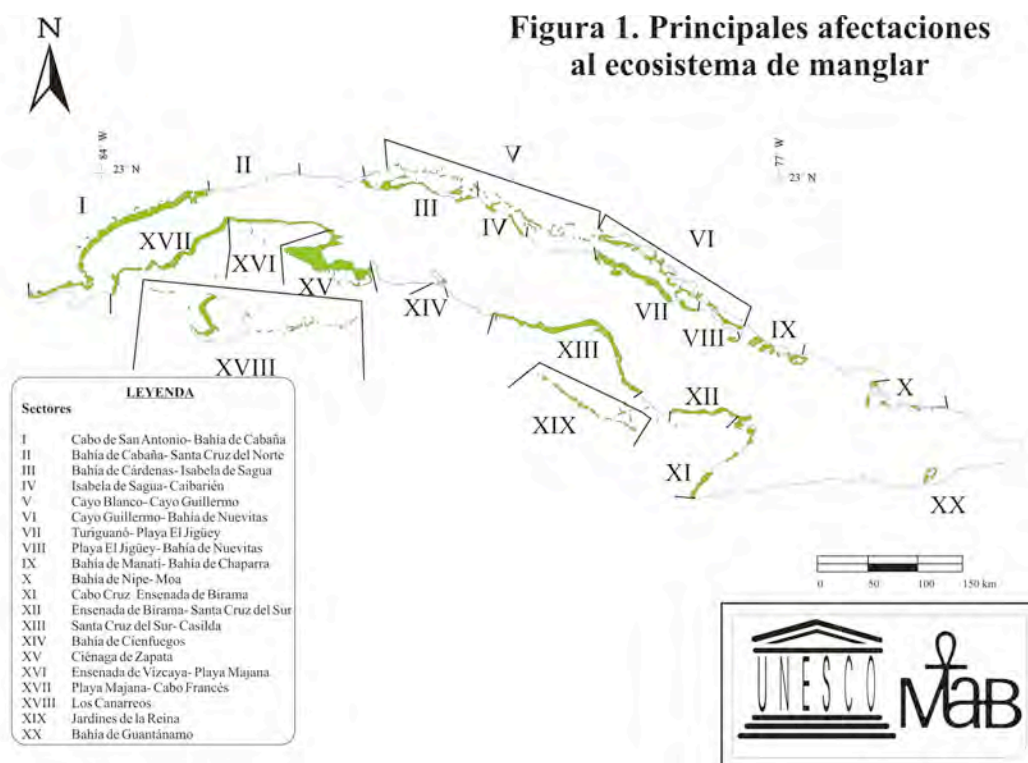 Figura 1. Principales afectaciones
al ecosistema de manglar
N
84° W
23° N
77° W
23° N
I
II
III
IV
V
VI
VII
VIII
IX
X
XI
XII
XIII
XIV
XV
XVI
XVII
XVIII
XIX
XX
LEYENDA
Sectores
I Cabo de San Antonio- Bahía de Cabaña
II Bahía de Cabaña- Santa Cruz del Norte
III Bahía de Cárdenas- Isabela de Sagua
IV Isabela de Sagua- Caibarién
V Cayo Blanco- Cayo Guillermo
VI Cayo Guillermo- Bahía de Nuevitas
VII Turiguanó- Playa El Jigüey
VIII Playa El Jigüey- Bahía de Nuevitas
IX Bahía de Manatí- Bahía de Chaparra
X Bahía de Nipe- Moa
XI Cabo Cruz Ensenada de Birama
XII Ensenada de Birama- Santa Cruz del Sur
XIII Santa Cruz del Sur- Casilda
XIV Bahía de Cienfuegos
XV Ciénaga de Zapata
XVI Ensenada de Vizcaya- Playa Majana
XVII Playa Majana- Cabo Francés
XVIII Los Canarreos
XIX Jardines de la Reina
XX Bahía de Guantánamo
0 50 100 150 km
UNESCO
MaB